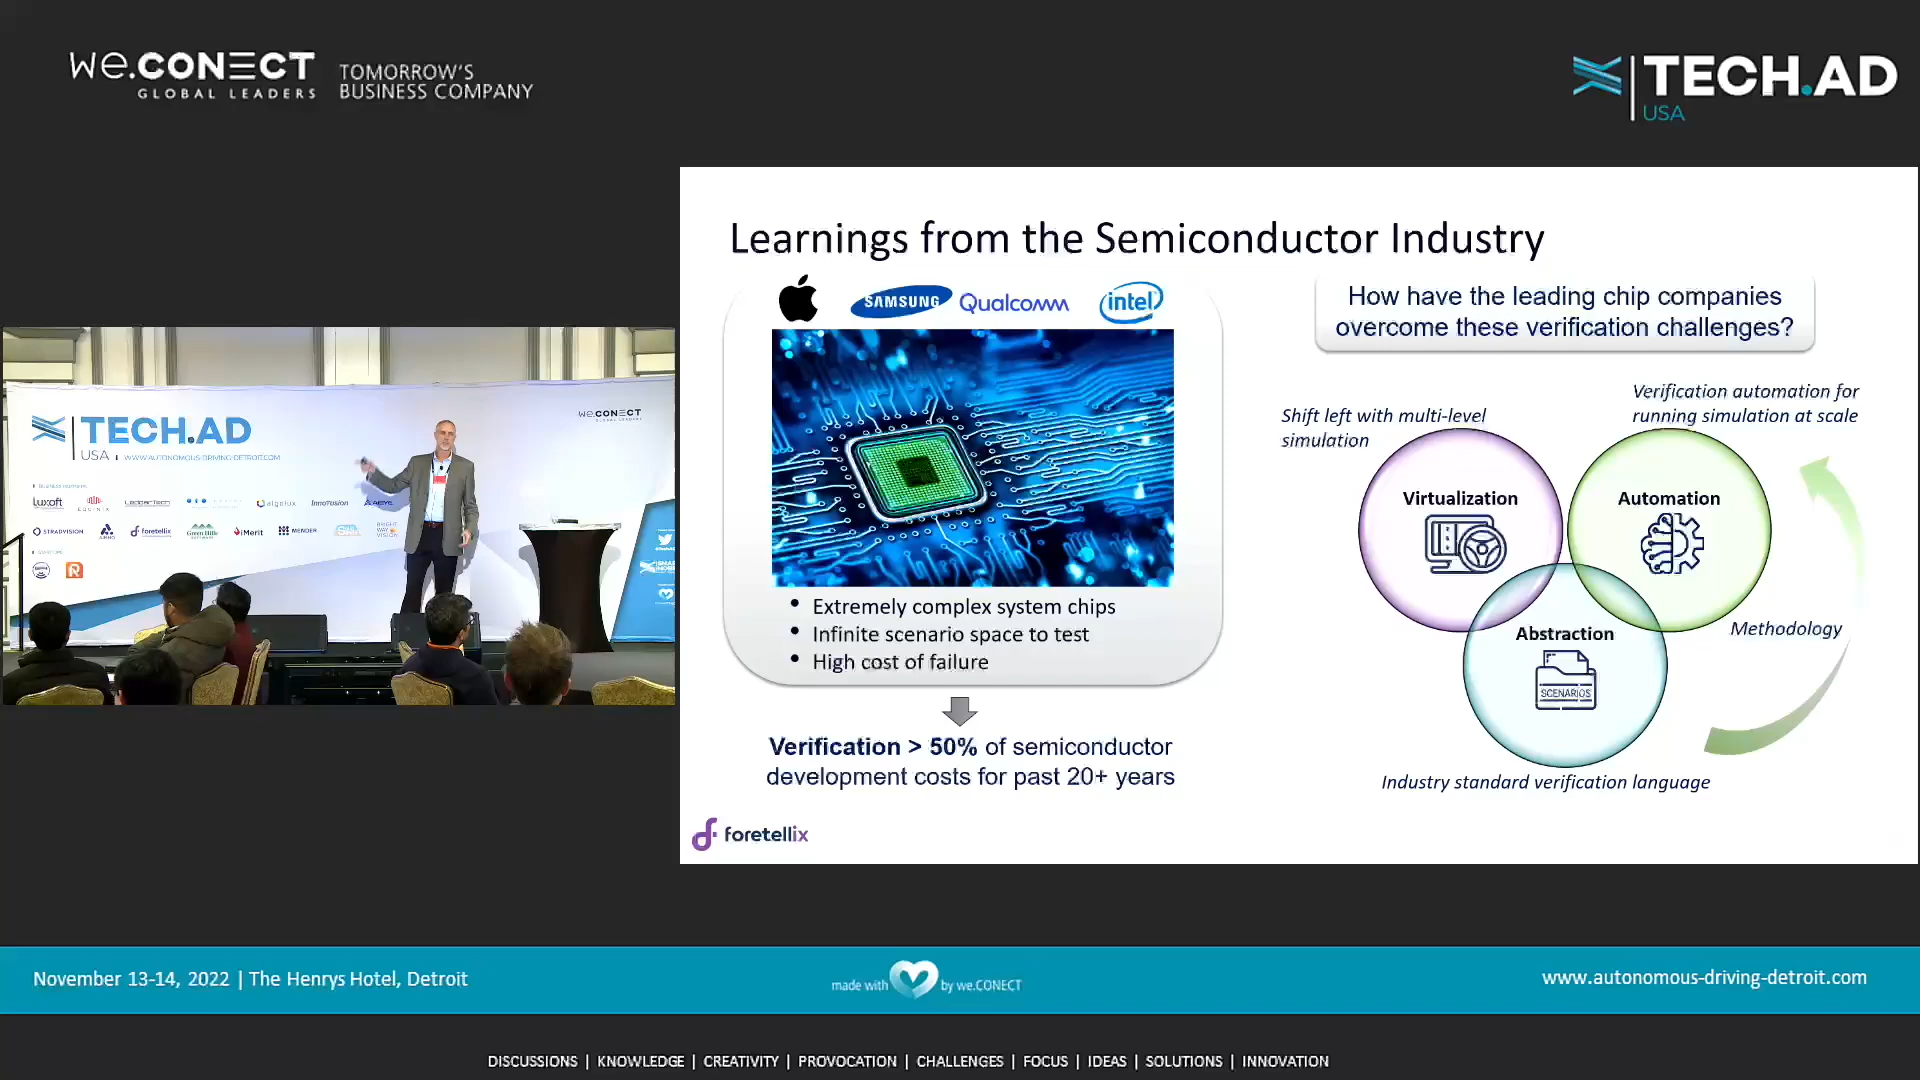 we.CONECT
GLOBAL LEADERS
TOMORROW'S
BUSINESS COMPANY
TECH.AD
USA
Learnings from the Semiconductor Industry
SAMSUNG
Qualcomm
intel
How have the leading chip companies
overcome these verification challenges?
Extremely complex system chips
Infinite scenario space to test
High cost of failure
Verification > 50% of semiconductor
development costs for past 20+ years
Shift left with multi-level
simulation
Verification automation for
running simulation at scale
Virtualization
Automation
Abstraction
SCENARIOS
Methodology
Industry standard verification language
foretellix
TECH.AD
USA
WWW.AUTONOMOUS-DRIVING-DETROIT.COM
we.CONECT
Luxoft
EQUINIX
LeddarTech
algolux
Innofusion
STRADVISION
foretellix
Green Hills
iMerit
MENDER
BRIGHT
WAY
VISION
November 13-14, 2022 | The Henrys Hotel, Detroit
made with by we.CONECT
www.autonomous-driving-detroit.com
DISCUSSIONS | KNOWLEDGE | CREATIVITY | PROVOCATION | CHALLENGES | FOCUS | IDEAS | SOLUTIONS | INNOVATION